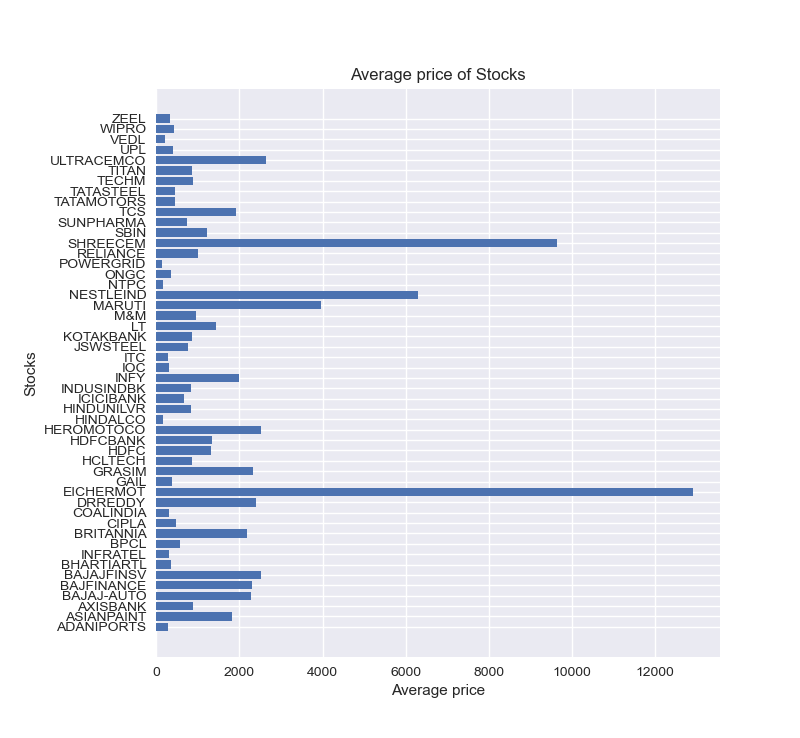 Average price of Stocks
Stocks
ZEEL
WIPRO
VEDL
UPL
ULTRACEMCO
TITAN
TECHM
TATASTEEL
TATAMOTORS
TCS
SUNPHARMA
SBIN
SHREECEM
RELIANCE
POWERGRID
ONGC
NTPC
NESTLEIND
MARUTI
M&M
LT
KOTAKBANK
JSWSTEEL
ITC
IOC
INFY
INDUSINDBK
ICICIBANK
HINDUNILVR
HINDALCO
HEROMOTOCO
HDFCBANK
HDFC
HCLTECH
GRASIM
GAIL
EICHERMOT
DRREDDY
COALINDIA
CIPLA
BRITANNIA
BPCL
INFRATEL
BHARTIARTL
BAJAJFINSV
BAJFINANCE
BAJAJ-AUTO
AXISBANK
ASIANPAINT
ADANIPORTS
0 2000 4000 6000 8000 10000 12000
Average price